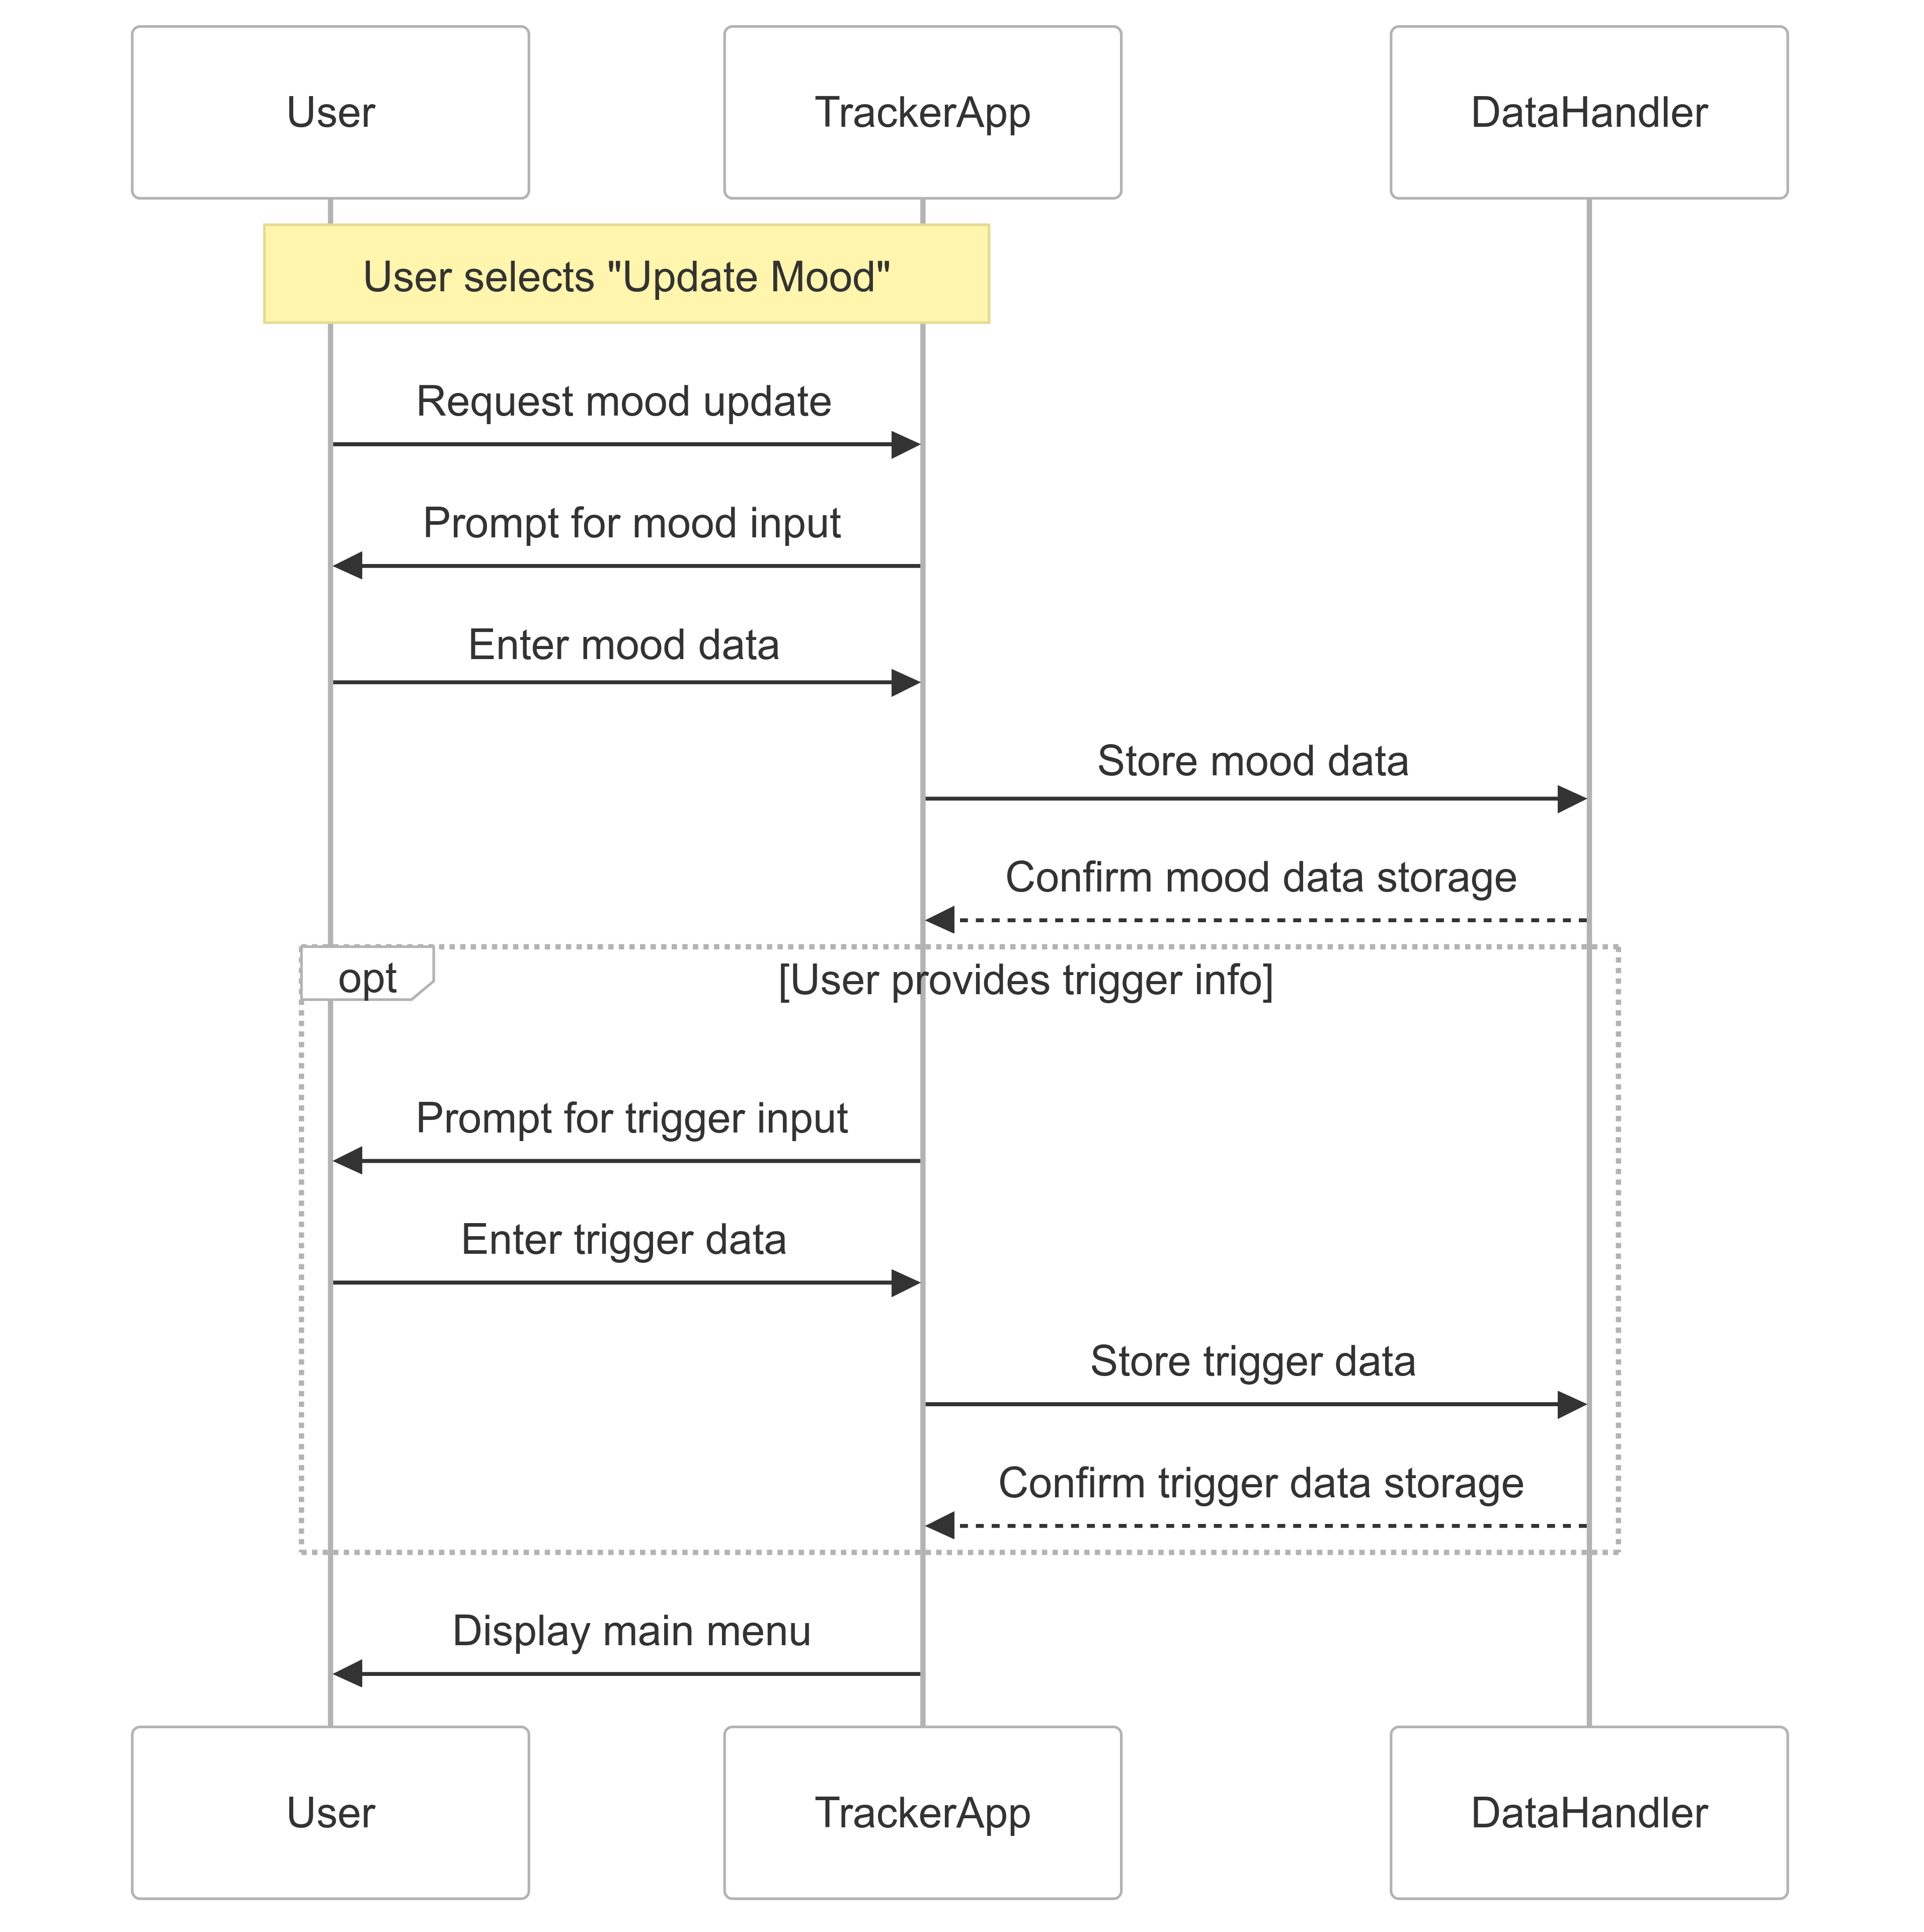 User
TrackerApp
DataHandler
User selects "Update Mood"
Request mood update
Prompt for mood input
Enter mood data
Store mood data
Confirm mood data storage
opt
[User provides trigger info]
Prompt for trigger input
Enter trigger data
Store trigger data
Confirm trigger data storage
Display main menu
User
TrackerApp
DataHandler